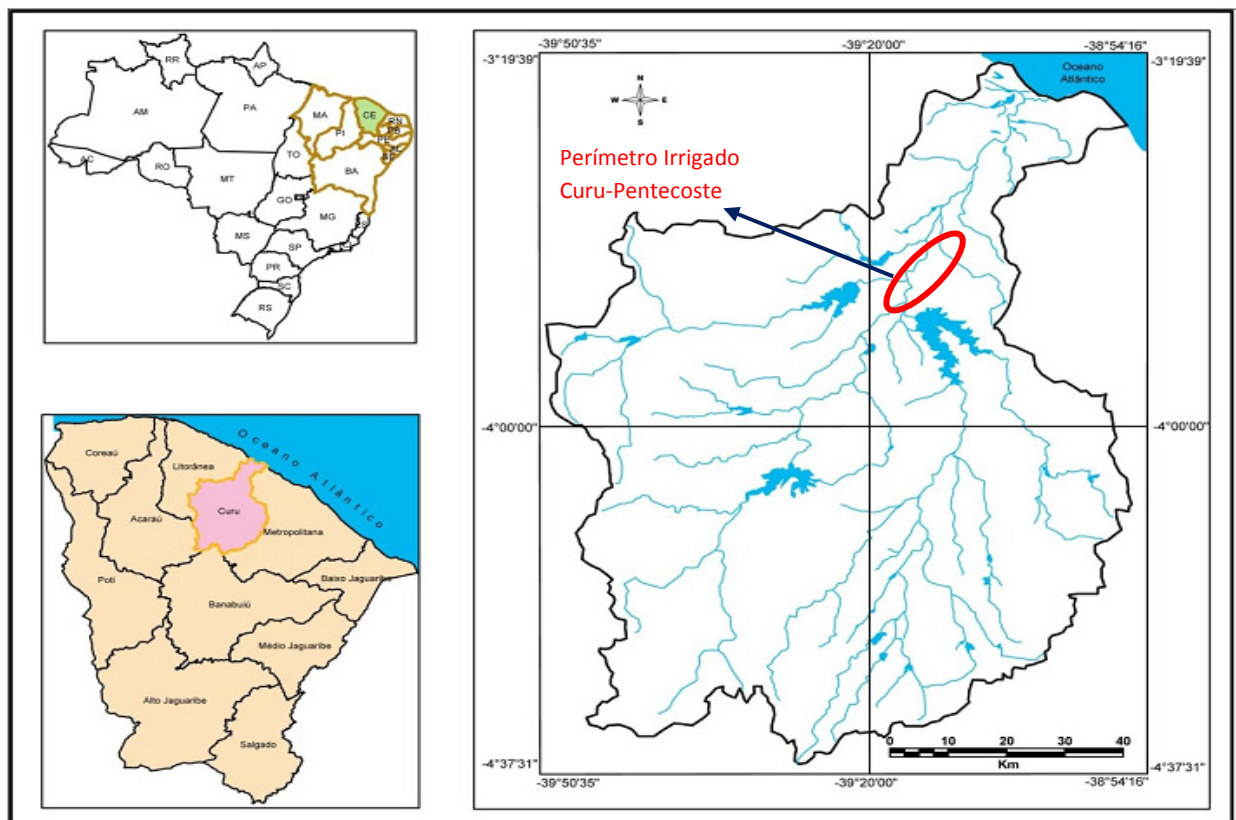 RR
AP
AM
PA
MA
CE
RN
PB
PI
PE
AL
SE
AC
RO
TO
BA
MT
GO
MG
ES
MS
SP
PR
SC
RS
Coreaú
Litorânea
Oceano Atlântico
Acaraú
Curu
Metropolitana
Poti
Baixo Jaguaribe
Banabuiú
Médio Jaguaribe
Alto Jaguaribe
Salgado
-39°50'35"
-39°20'00"
-38°54'16"
-3°19'39"
-3°19'39"
Oceano
Atlântico
N
W E
S
Perímetro Irrigado
Curu-Pentecoste
-4°00'00"
-4°00'00"
0 10 20 30 40
Km
-4°37'31"
-4°37'31"
-39°50'35"
-39°20'00"
-38°54'16"